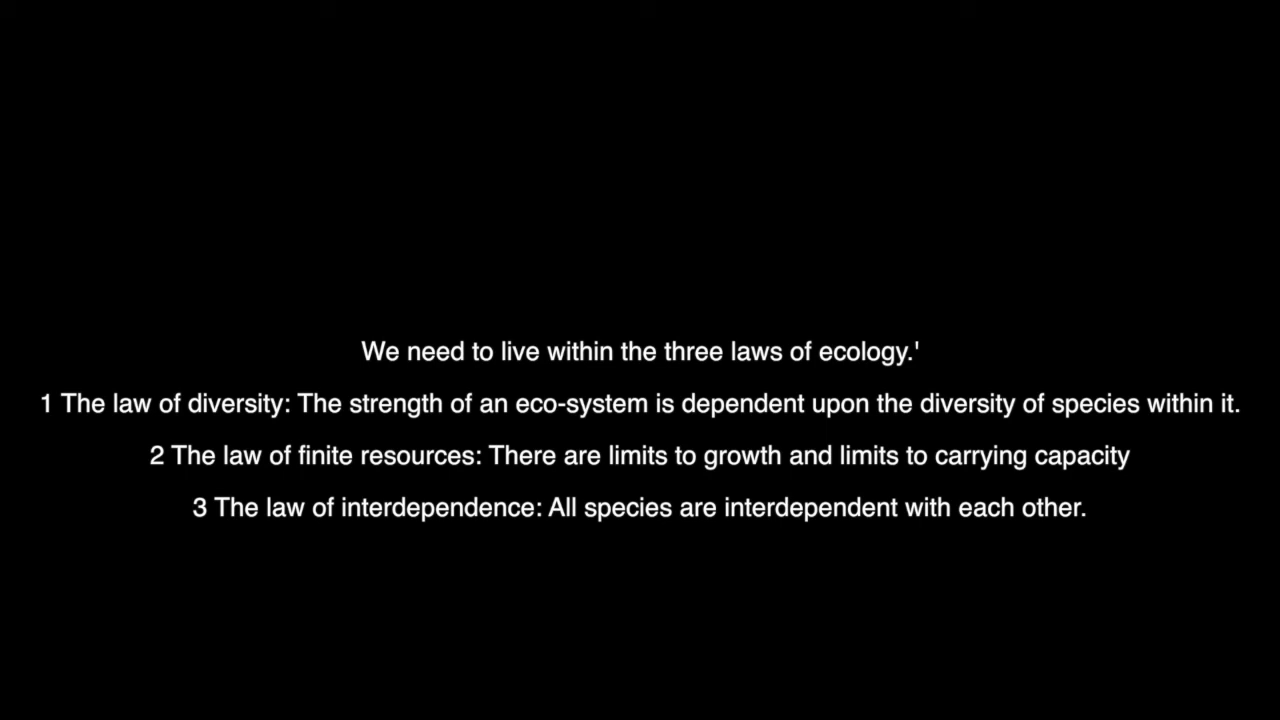 We need to live within the three laws of ecology.'
1 The law of diversity: The strength of an eco-system is dependent upon the diversity of species within it.
2 The law of finite resources: There are limits to growth and limits to carrying capacity
3 The law of interdependence: All species are interdependent with each other.